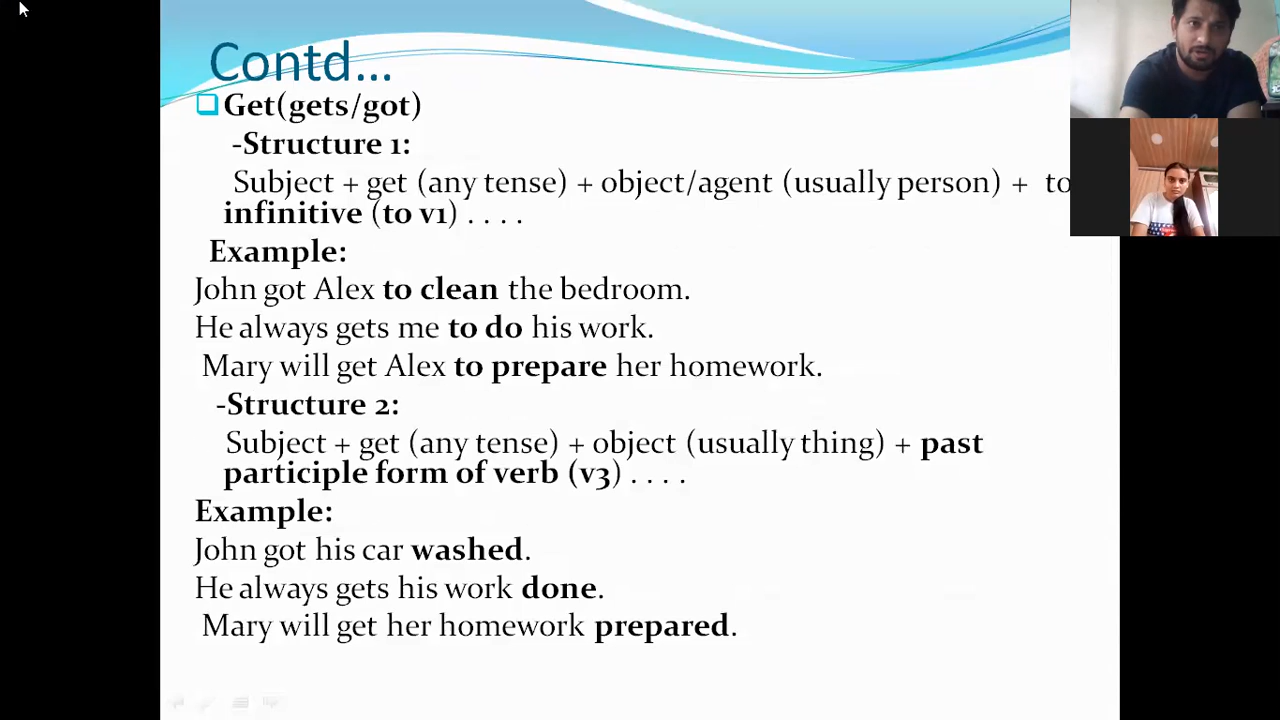 Contd...
Get(gets/got)
-Structure 1:
Subject + get (any tense) + object/agent (usually person) + to
infinitive (to v1) . . . .
Example:
John got Alex to clean the bedroom.
He always gets me to do his work.
Mary will get Alex to prepare her homework.
-Structure 2:
Subject + get (any tense) + object (usually thing) + past
participle form of verb (v3) . . . .
Example:
John got his car washed.
He always gets his work done.
Mary will get her homework prepared.